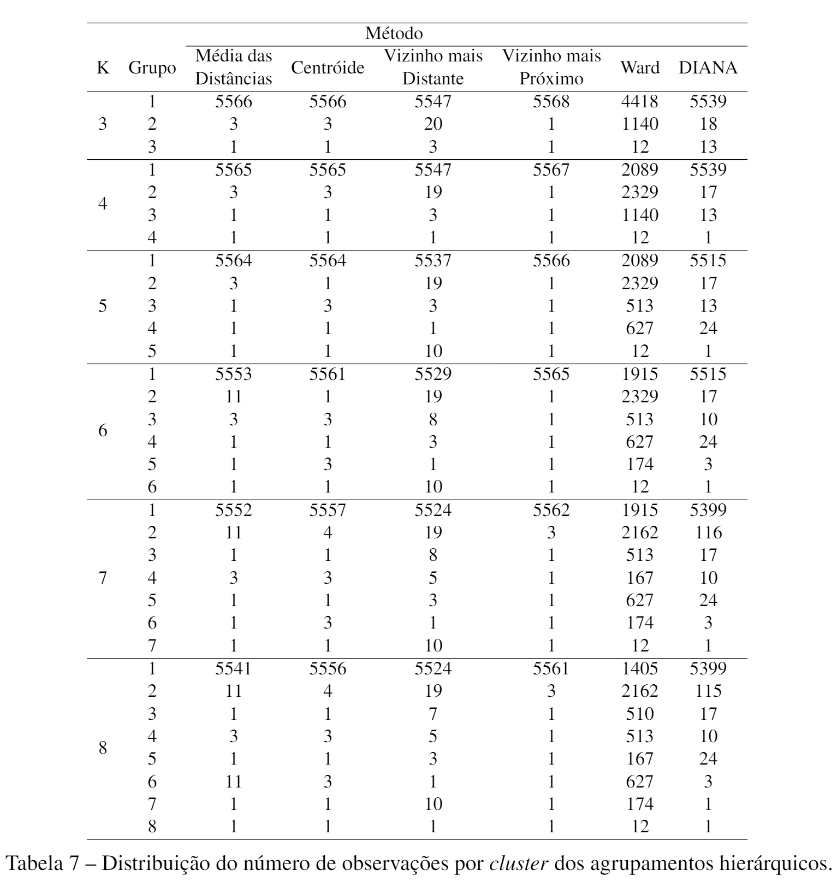 Método
K Grupo Média das Distâncias Centróide Vizinho mais Distante Vizinho mais Próximo Ward DIANA
3 1 5566 5566 5547 5568 4418 5539
2 3 3 20 1 1140 18
3 1 1 3 1 12 13
4 1 5565 5565 5547 5567 2089 5539
2 3 3 19 1 2329 17
3 1 1 3 1 1140 13
4 1 1 1 1 12 1
5 1 5564 5564 5537 5566 2089 5515
2 3 1 19 1 2329 17
3 1 3 3 1 513 13
4 1 1 1 1 627 24
5 1 1 10 1 12 1
6 1 5553 5561 5529 5565 1915 5515
2 11 1 19 1 2329 17
3 3 3 8 1 513 10
4 1 1 3 1 627 24
5 1 3 1 1 174 3
6 1 1 10 1 12 1
7 1 5552 5557 5524 5562 1915 5399
2 11 4 19 3 2162 116
3 1 1 8 1 513 17
4 3 3 5 1 167 10
5 1 1 3 1 627 24
6 1 3 1 1 174 3
7 1 1 10 1 12 1
8 1 5541 5556 5524 5561 1405 5399
2 11 4 19 3 2162 115
3 1 1 7 1 510 17
4 3 3 5 1 513 10
5 1 1 3 1 167 24
6 11 3 1 1 627 3
7 1 1 10 1 174 1
8 1 1 1 1 12 1
Tabela 7 – Distribuição do número de observações por cluster dos agrupamentos hierárquicos.